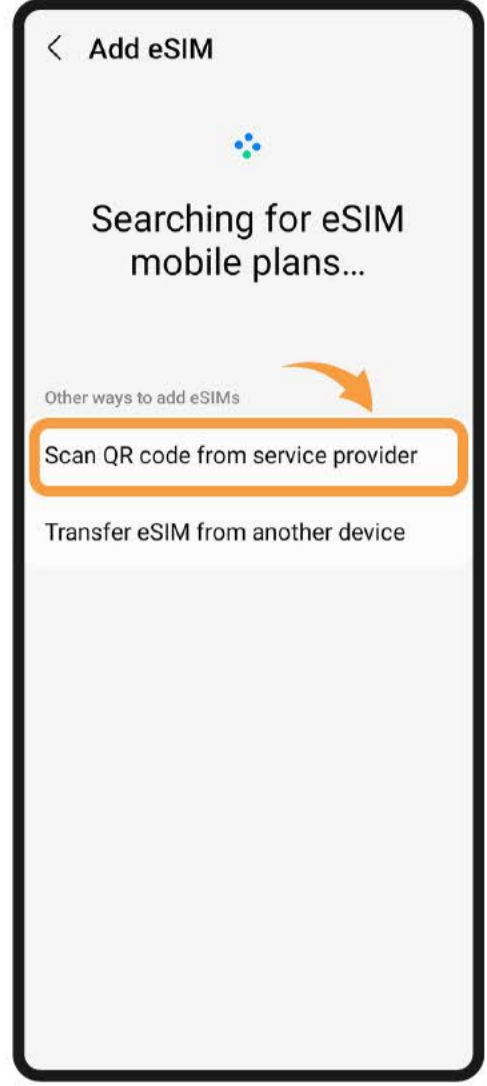 Add eSIM
Searching for eSIM
mobile plans...
Other ways to add eSIMs
Scan QR code from service provider
Transfer eSIM from another device